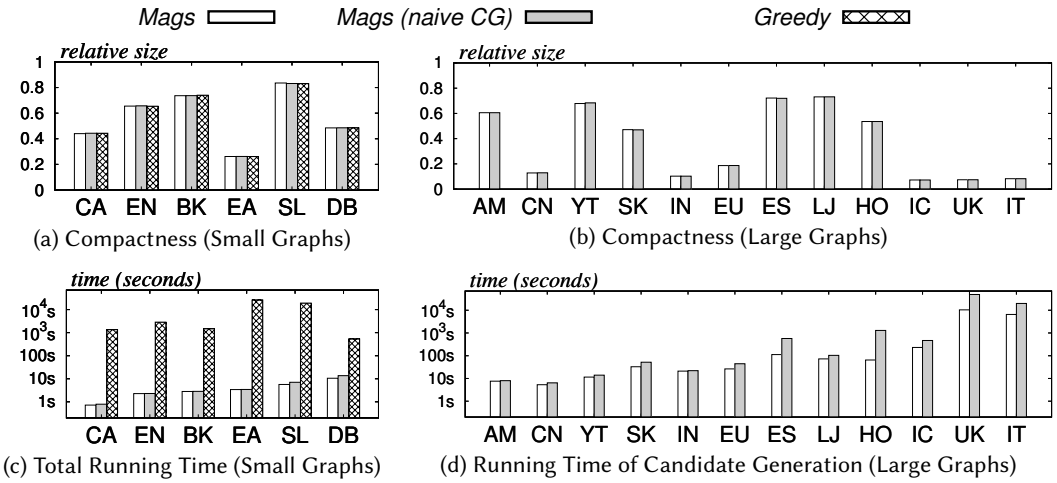 Mags Mags (naive CG) Greedy
relative size
1
0.8
0.6
0.4
0.2
0
CA EN BK EA SL DB
(a) Compactness (Small Graphs)
relative size
1
0.8
0.6
0.4
0.2
0
AM CN YT SK IN EU ES LJ HO IC UK IT
(b) Compactness (Large Graphs)
time (seconds)
10⁴s
10³s
100s
10s
1s
CA EN BK EA SL DB
(c) Total Running Time (Small Graphs)
time (seconds)
10⁴s
10³s
100s
10s
1s
AM CN YT SK IN EU ES LJ HO IC UK IT
(d) Running Time of Candidate Generation (Large Graphs)